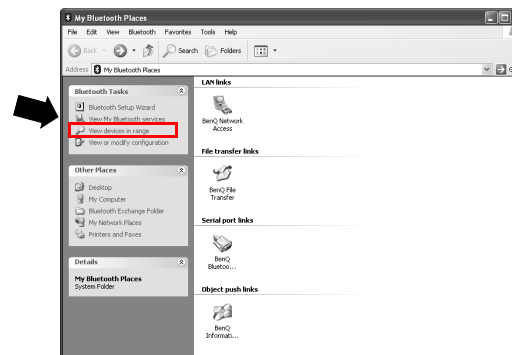 My Bluetooth Places
File Edit View Bluetooth Favorites Tools Help
Back Search Folders
Address My Bluetooth Places
Bluetooth Tasks
Bluetooth Setup Wizard
View My Bluetooth services
View devices in range
View or modify configuration
Other Places
Desktop
My Computer
Bluetooth Exchange Folder
My Network Places
Printers and Faxes
Details
My Bluetooth Places
System Folder
LAN links
BenQ Network
Access
File transfer links
BenQ File
Transfer
Serial port links
BenQ
Bluetoo...
Object push links
BenQ
Informati...